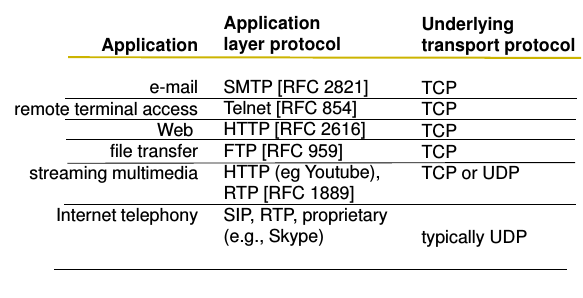 Application Application layer protocol Underlying transport protocol
e-mail SMTP [RFC 2821] TCP
remote terminal access Telnet [RFC 854] TCP
Web HTTP [RFC 2616] TCP
file transfer FTP [RFC 959] TCP
streaming multimedia HTTP (eg Youtube), TCP or UDP
RTP [RFC 1889]
Internet telephony SIP, RTP, proprietary
(e.g., Skype) typically UDP